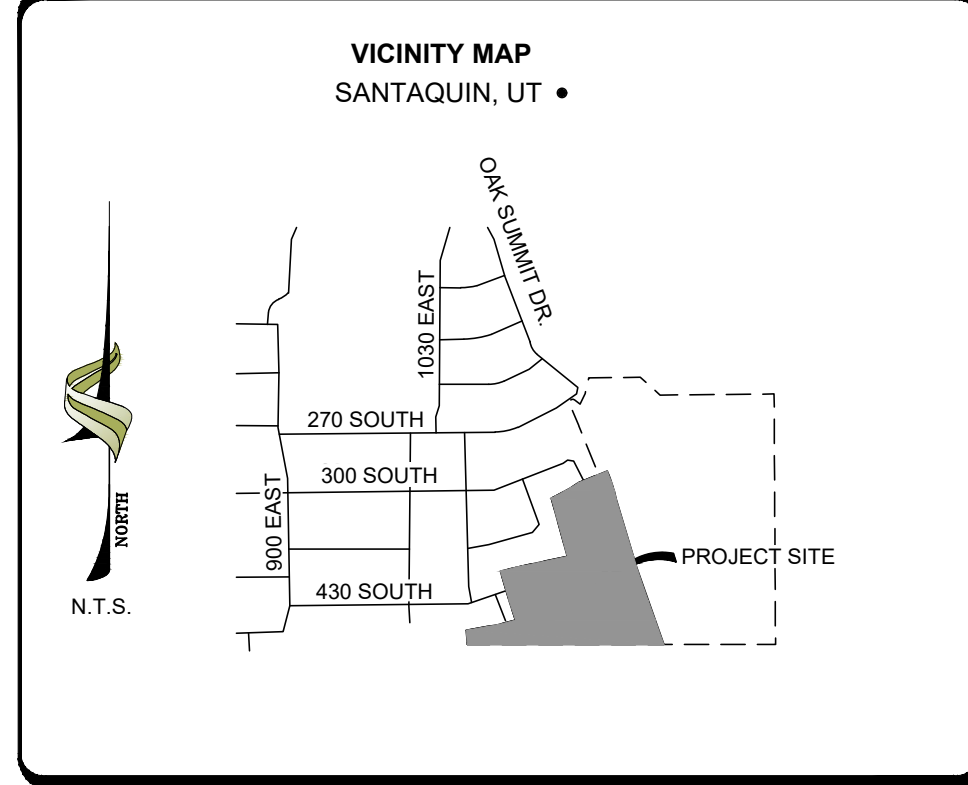 VICINITY MAP
SANTAQUIN, UT •
OAK SUMMIT DR.
1030 EAST
270 SOUTH
300 SOUTH
900 EAST
NORTH
PROJECT SITE
430 SOUTH
N.T.S.